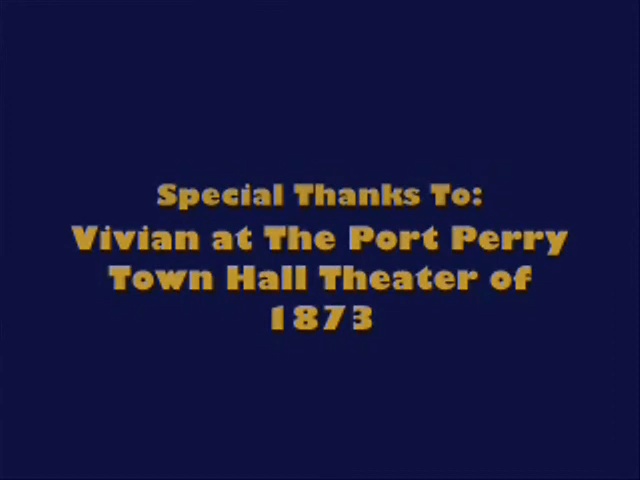 Special Thanks To:
Vivian at The Port Perry
Town Hall Theater of
1873